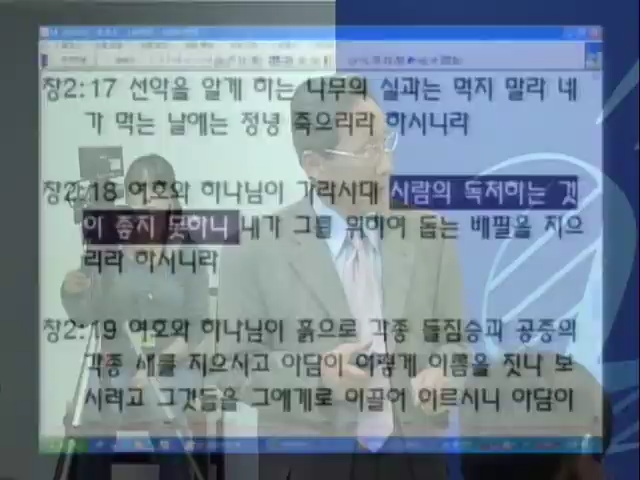 창2:17 선악을 알게 하는 나무의 실과는 먹지 말라 네
가 먹는 날에는 정녕 죽으리라 하시니라
창2:18 여호와 하나님이 가라사대 사람의 독처하는 것
이 좋지 못하니 내가 그를 위하여 돕는 배필을 지으
리라 하시니라
창2:19 여호와 하나님이 흙으로 각종 들짐승과 공중의
각종 새를 지으시고 아담이 어떻게 이름을 짓나 보
시려고 그것들을 그에게로 이끌어 이르시니 아담이